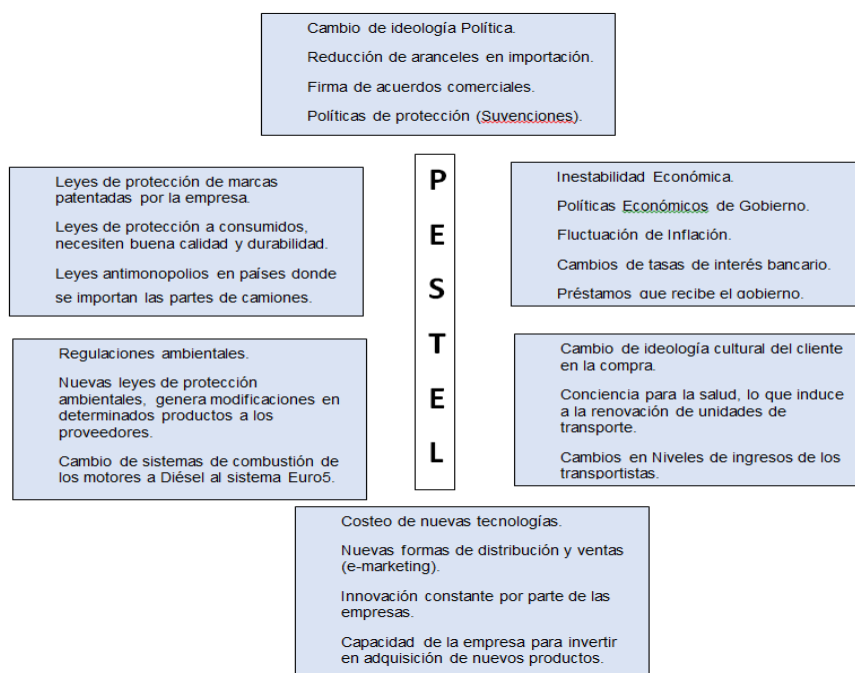 Cambio de ideología Política.
Reducción de aranceles en importación.
Firma de acuerdos comerciales.
Políticas de protección (Suvenciones).
P
E
S
T
E
L
Leyes de protección de marcas
patentadas por la empresa.
Leyes de protección a consumidos,
necesiten buena calidad y durabilidad.
Leyes antimonopolios en países donde
se importan las partes de camiones.
Inestabilidad Económica.
Políticas Económicos de Gobierno.
Fluctuación de Inflación.
Cambios de tasas de interés bancario.
Préstamos que recibe el gobierno.
Regulaciones ambientales.
Nuevas leyes de protección
ambientales, genera modificaciones en
determinados productos a los
proveedores.
Cambio de sistemas de combustión de
los motores a Diésel al sistema Euro5.
Cambio de ideología cultural del cliente
en la compra.
Conciencia para la salud, lo que induce
a la renovación de unidades de
transporte.
Cambios en Niveles de ingresos de los
transportistas.
Costeo de nuevas tecnologías.
Nuevas formas de distribución y ventas
(e-marketing).
Innovación constante por parte de las
empresas.
Capacidad de la empresa para invertir
en adquisición de nuevos productos.